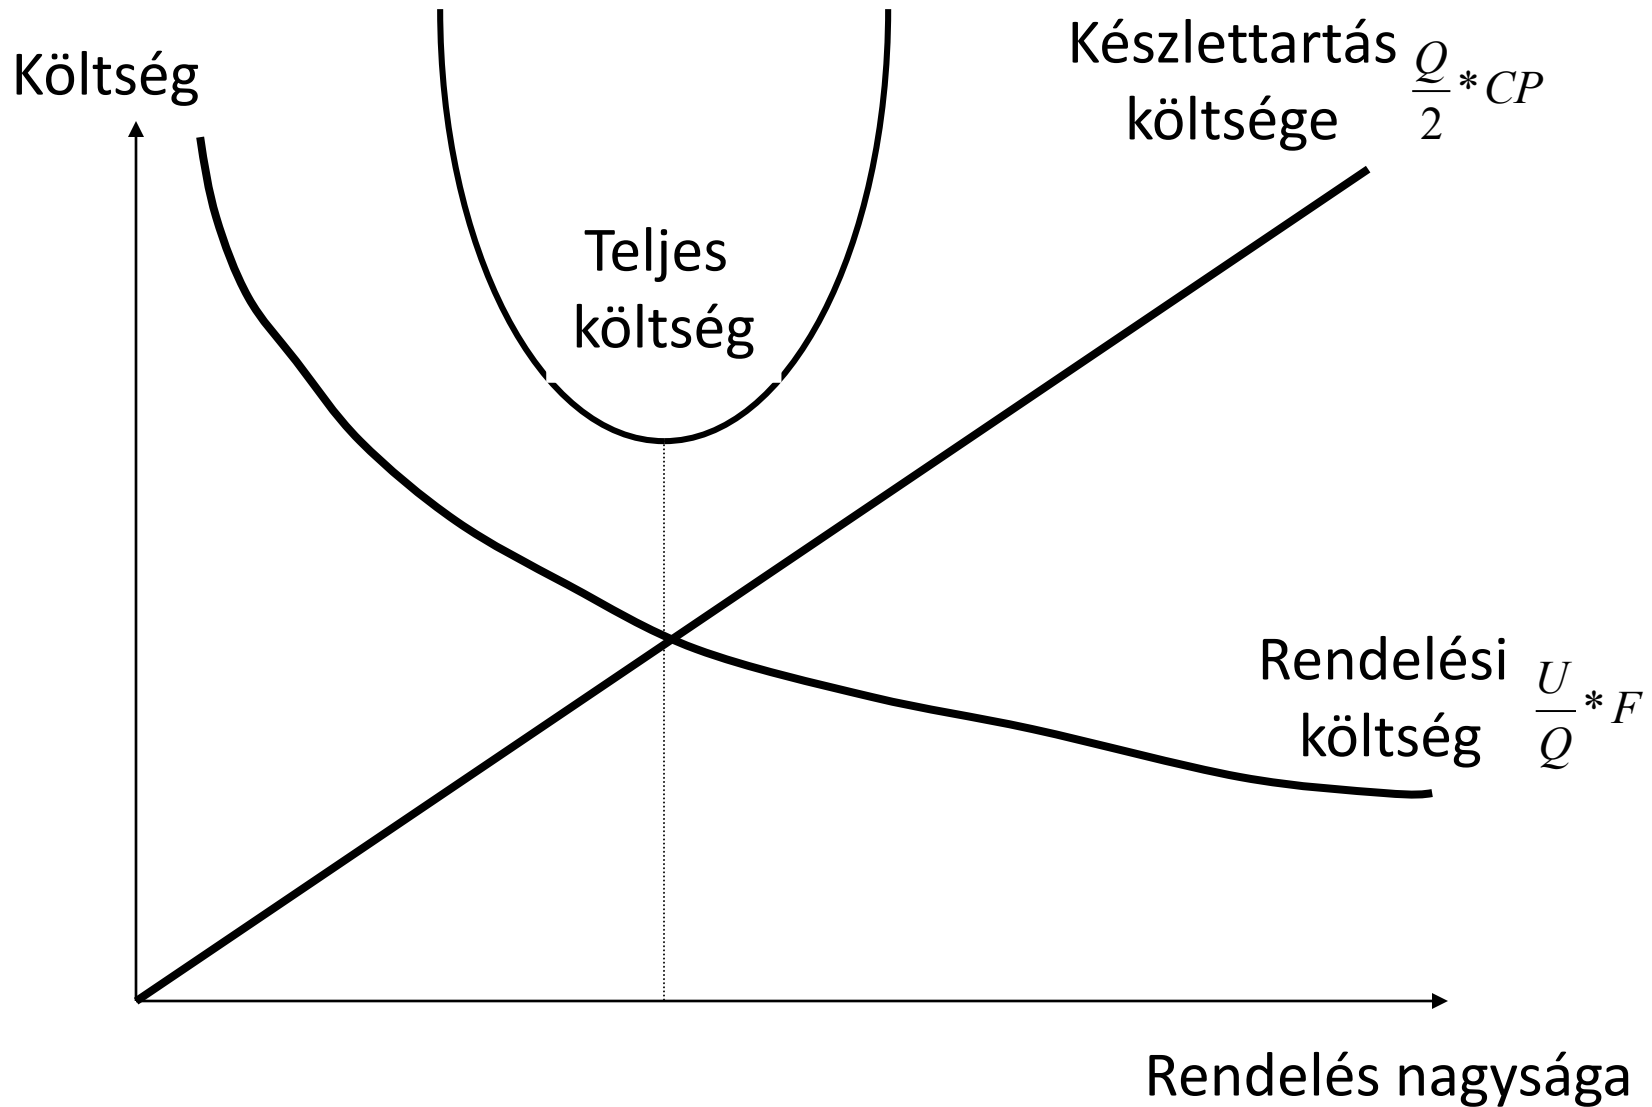 Költség
Készlettartás
költsége
Q/2 * CP
Teljes
költség
Rendelési
költség
U/Q * F
Rendelés nagysága